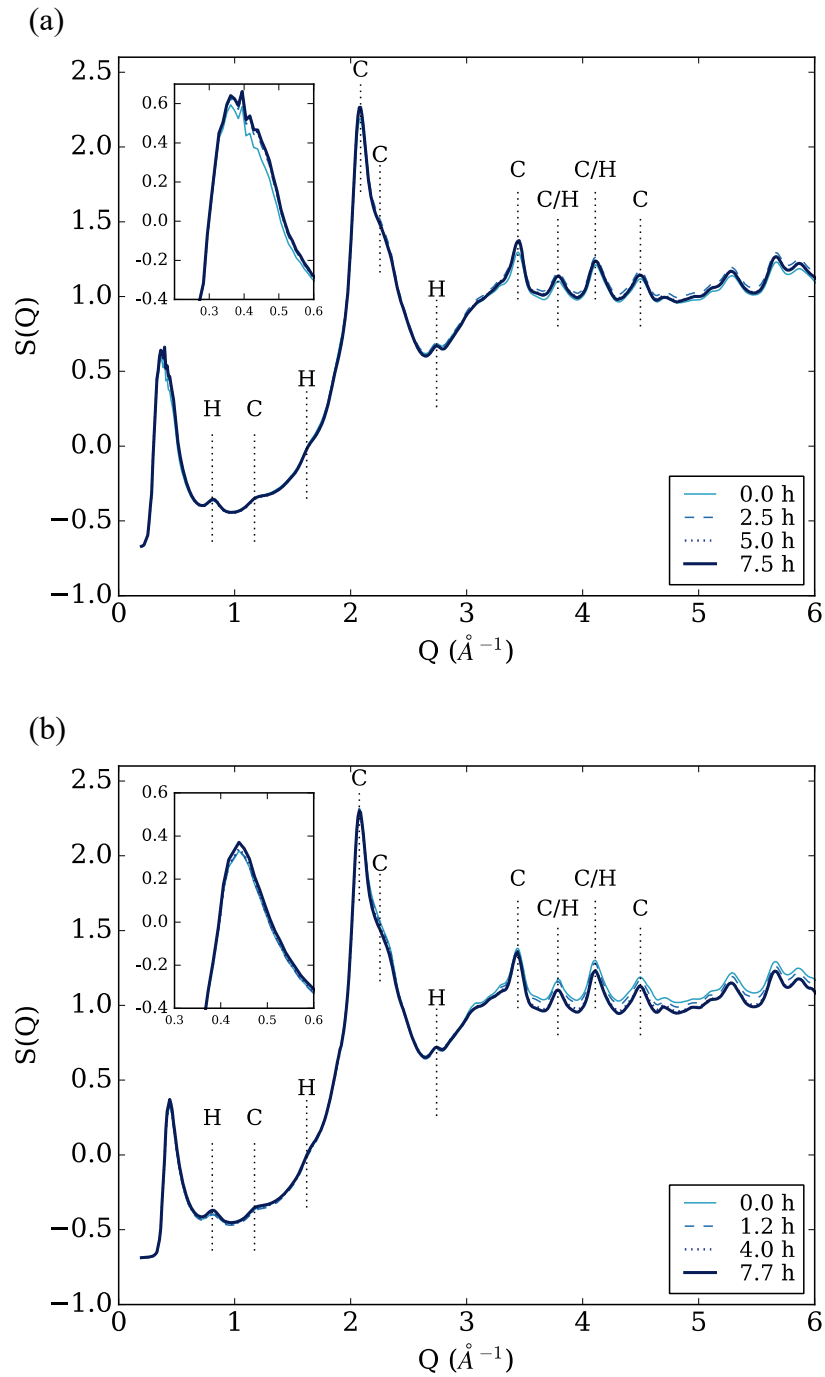 (a)
2.5
2.0
1.5
1.0
0.5
0.0
−0.5
−1.0
S(Q)
0.6
0.4
0.2
0.0
-0.2
-0.4
0.3 0.4 0.5 0.6
C
C
C
C/H
C/H
C
H
H
H
C
0.0 h
2.5 h
5.0 h
7.5 h
0 1 2 3 4 5 6
Q (Å⁻¹)
(b)
2.5
2.0
1.5
1.0
0.5
0.0
−0.5
−1.0
S(Q)
0.6
0.4
0.2
0.0
-0.2
-0.4
0.3 0.4 0.5 0.6
C
C
C
C/H
C/H
C
H
H
H
C
0.0 h
1.2 h
4.0 h
7.7 h
0 1 2 3 4 5 6
Q (Å⁻¹)